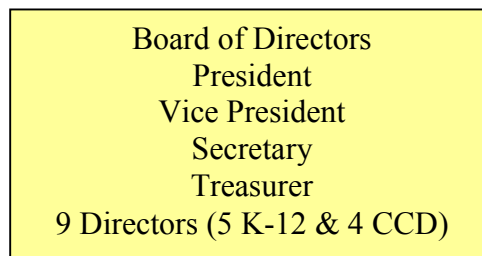 Board of Directors
President
Vice President
Secretary
Treasurer
9 Directors (5 K-12 & 4 CCD)